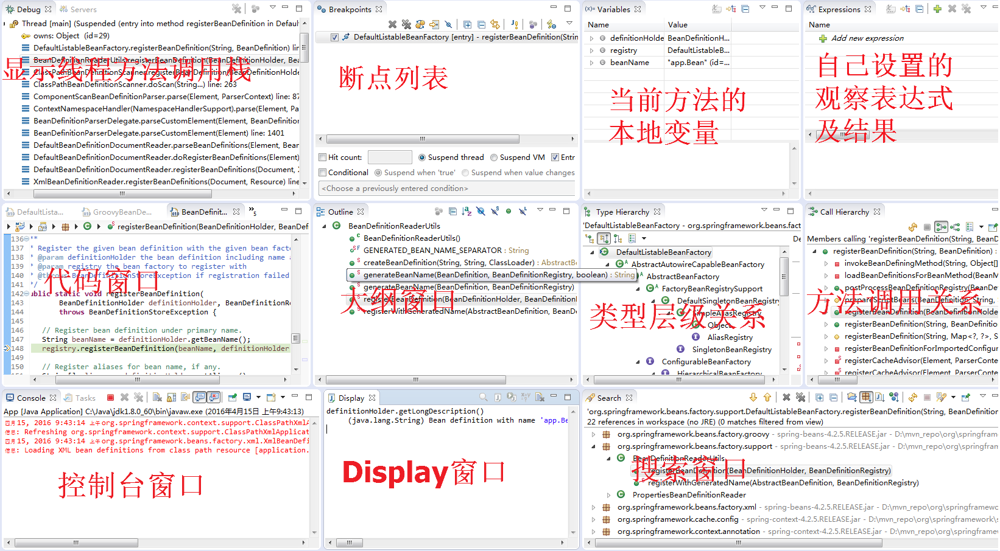 Debug
Servers
Thread [main] (Suspended (entry into method registerBeanDefinition in Defau
owns: Object (id=29)
DefaultListableBeanFactory.registerBeanDefinition(String, BeanDefinition) lin
BeanDefinitionReaderUtils.registerBeanDefinition(BeanDefinitionHolder, Bea
ClassPathBeanDefinitionScanner.registerBeanDefinition(BeanDefinitionHolde
ClassPathBeanDefinitionScanner.doScan(String...) line: 263
ComponentScanBeanDefinitionParser.parse(Element, ParserContext) line: 87
ContextNamespaceHandler(NamespaceHandlerSupport).parse(Element, Pa
BeanDefinitionParserDelegate.parseCustomElement(Element, BeanDefinition
BeanDefinitionParserDelegate.parseCustomElement(Element) line: 1401
DefaultBeanDefinitionDocumentReader.parseBeanDefinitions(Element, Bean
DefaultBeanDefinitionDocumentReader.doRegisterBeanDefinitions(Element)
DefaultBeanDefinitionDocumentReader.registerBeanDefinitions(Document, X
XmlBeanDefinitionReader.registerBeanDefinitions(Document, Resource) line
显示线程方法调用栈
Breakpoints
DefaultListableBeanFactory [entry] - registerBeanDefinition(Strin
断点列表
Hit count:
Suspend thread
Suspend VM
Entr
Conditional
Suspend when 'true'
Suspend when value changes
<Choose a previously entered condition>
(x)= Variables
Name Value
definitionHolde BeanDefinitionH...
registry DefaultListableB...
beanName "app.Bean" (id=...
当前方法的
本地变量
Expressions
Name
Add new expression
自己设置的
观察表达式
及结果
DefaultLista...
GroovyBeanDe...
BeanDefinit...
»5
registerBeanDefinition(BeanDefinitionHolder, BeanDef
136 **
137 * Register the given bean definition with the given bean facto
138 * @param definitionHolder the bean definition including name a
139 * @param registry the bean factory to register with
140 * @throws BeanDefinitionStoreException if registration failed
141 */
142 ublic static void registerBeanDefinition(
143 BeanDefinitionHolder definitionHolder, BeanDefinitionRe
144 throws BeanDefinitionStoreException {
145
146 // Register bean definition under primary name.
147 String beanName = definitionHolder.getBeanName();
148 registry.registerBeanDefinition(beanName, definitionHolder
149
150 // Register aliases for bean name, if any.
代码窗口
Outline
BeanDefinitionReaderUtils
BeanDefinitionReaderUtils()
GENERATED_BEAN_NAME_SEPARATOR : String
createBeanDefinition(String, String, ClassLoader) : AbstractBe
generateBeanName(BeanDefinition, BeanDefinitionRegistry, boolean) : String
generateBeanName(BeanDefinition, BeanDefinitionRegistry)
registerBeanDefinition(BeanDefinitionHolder, BeanDefinitionI
registerWithGeneratedName(AbstractBeanDefinition, BeanDe
大纲窗口
Type Hierarchy
'DefaultListableBeanFactory - org.springframework.beans.fact
De
DefaultListableBeanFactory
AbstractAutowireCapableBeanFactory
AbstractBeanFactory
FactoryBeanRegistrySupport
DefaultSingletonBeanRegistry
SimpleAliasRegistry
Object
AliasRegistry
SingletonBeanRegistry
ConfigurableBeanFactory
HierarchicalBeanFactory
类型层级关系
Call Hierarchy
Members calling 'registerBeanDefinition(String, BeanDe
registerBeanDefinition(String, BeanDefinition) :
invokeBeanDefiningMethod(String, Object[]
loadBeanDefinitionsForBeanMethod(BeanM
postProcessBeanDefinitionRegistry(BeanDef
prepareScriptBeans(BeanDefinition, String,
registerBeanDefinition(BeanDefinitionHolde
registerBeanDefinition(String, BeanDefinition
registerBeanDefinition(String, Map<?, ?>, S
registerBeanDefinitionForImportedConfigur
registerCacheAdvisor(Element, ParserConte
registerCacheAdvisor(Element, ParserConte
方法调用关系
Console
Tasks
App [Java Application] C:\Java\jdk1.8.0_60\bin\javaw.exe (2016年4月15日 上午9:43:13)
四月 15, 2016 9:43:14 上午 org.springframework.context.support.ClassPathXmlA
信息: Refreshing org.springframework.context.support.ClassPathXmlApplicat
四月 15, 2016 9:43:14 上午 org.springframework.beans.factory.xml.XmlBeanDefi
信息: Loading XML bean definitions from class path resource [application.
控制台窗口
Display
definitionHolder.getLongDescription()
(java.lang.String) Bean definition with name 'app.Be
Display窗口
Search
'org.springframework.beans.factory.support.DefaultListableBeanFactory.registerBeanDefinition(String, BeanDefinition)
22 references in workspace (no JRE) (0 matches filtered from view)
org.springframework.beans.factory.groovy - spring-beans-4.2.5.RELEASE.jar - D:\mvn_repo\org\springfram
org.springframework.beans.factory.support - spring-beans-4.2.5.RELEASE.jar - D:\mvn_repo\org\springfra
BeanDefinitionReaderUtils
registerBeanDefinition(BeanDefinitionHolder, BeanDefinitionRegistry)
registerWithGeneratedName(AbstractBeanDefinition, BeanDefinitionRegistry)
PropertiesBeanDefinitionReader
org.springframework.beans.factory.xml - spring-beans-4.2.5.RELEASE.jar - D:\mvn_repo\org\springframewo
org.springframework.cache.config - spring-context-4.2.5.RELEASE.jar - D:\mvn_repo\org\springframework\s
org.springframework.context.annotation - spring-context-4.2.5.RELEASE.jar - D:\mvn_repo\org\springfram
搜索窗口